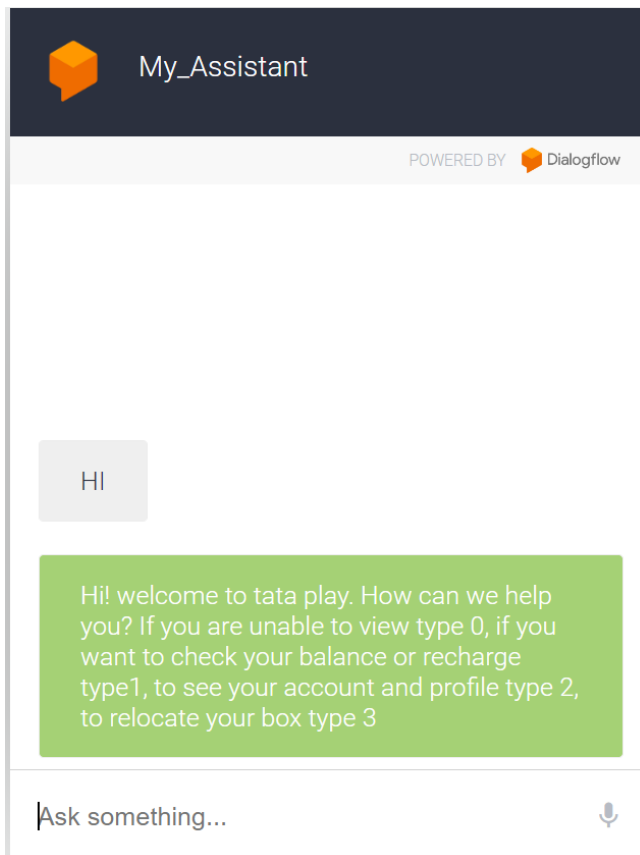 My_Assistant
POWERED BY Dialogflow
HI
Hi! welcome to tata play. How can we help
you? If you are unable to view type 0, if you
want to check your balance or recharge
type1, to see your account and profile type 2,
to relocate your box type 3
Ask something...